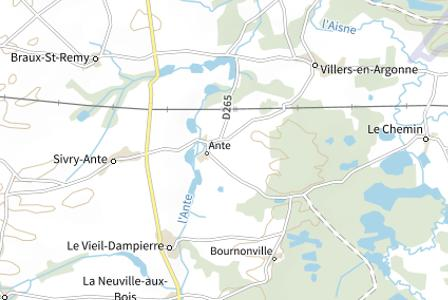 l'Aisne
Braux-St-Remy
Villers-en-Argonne
D265
Le Chemin
Ante
Sivry-Ante
l'Ante
Le Vieil-Dampierre
Bournonville
La Neuville-aux-
Bois